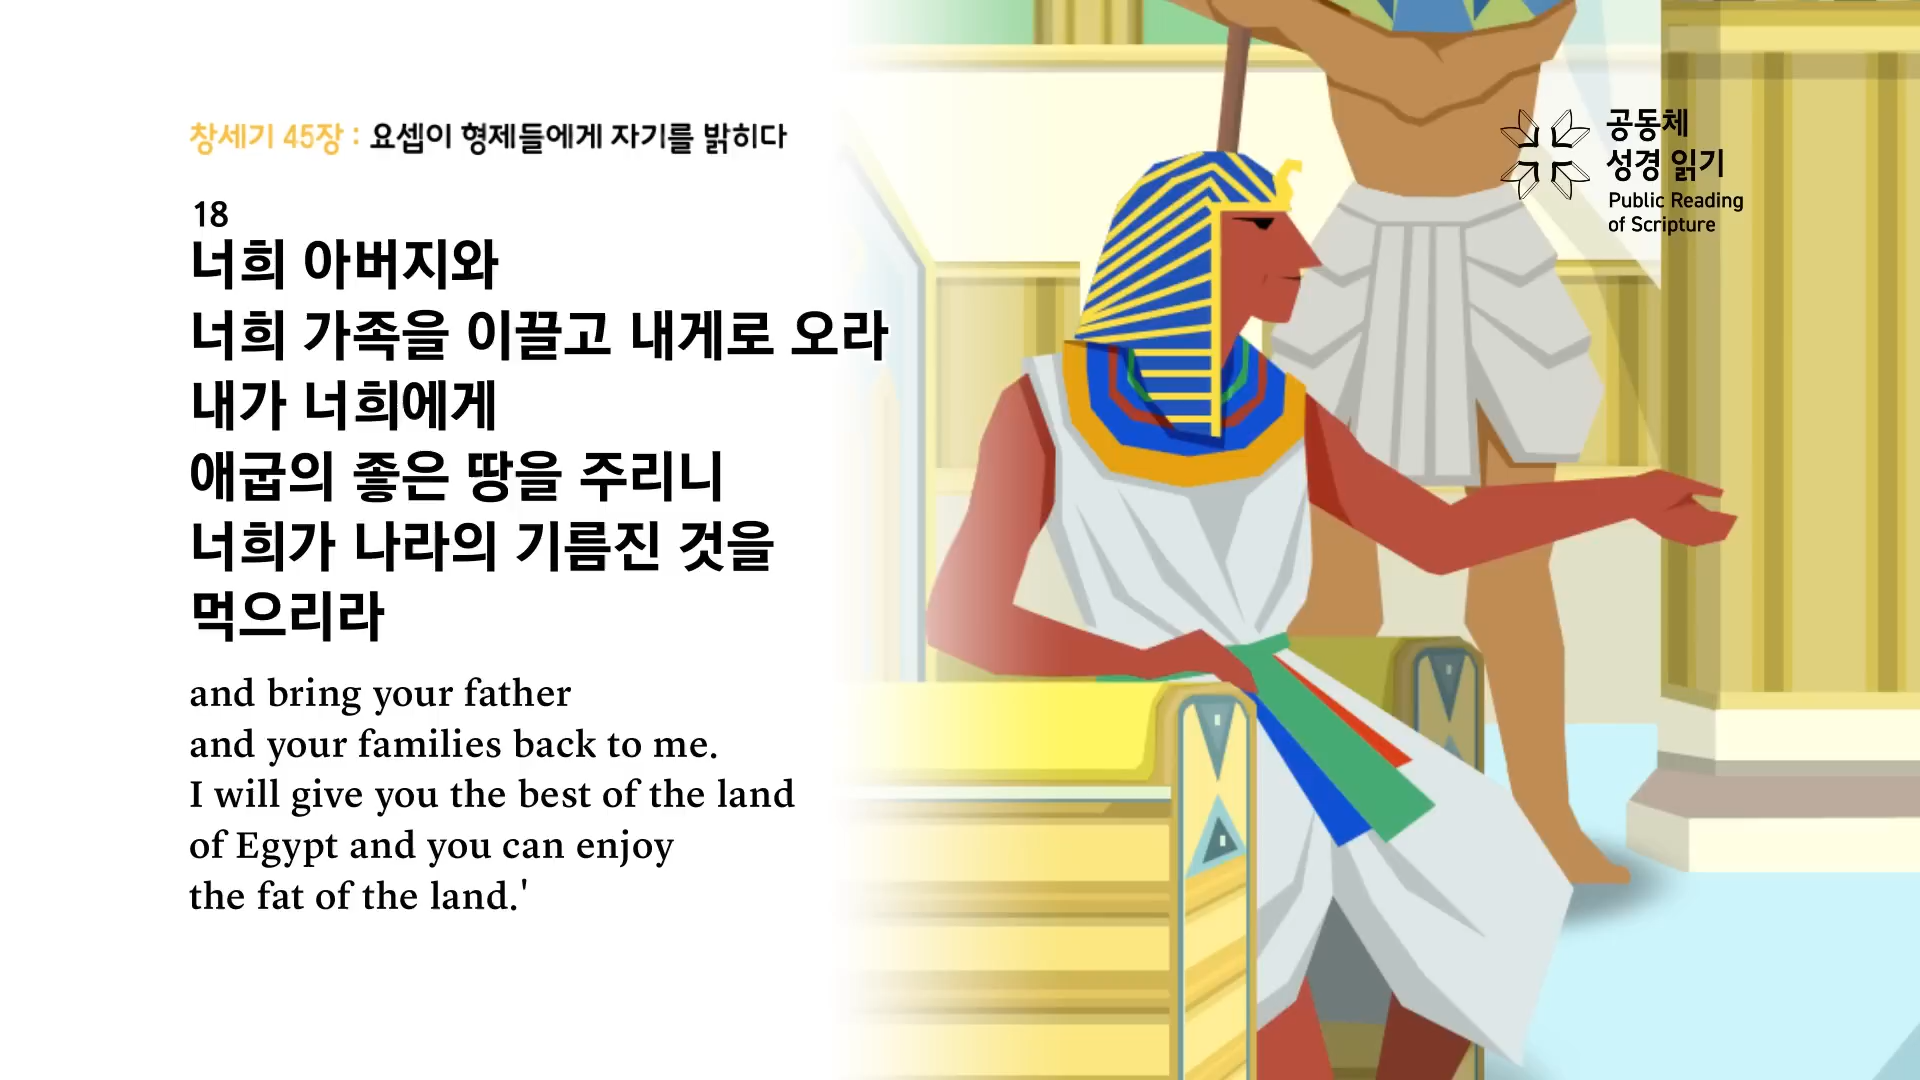 창세기 45장 : 요셉이 형제들에게 자기를 밝히다
공동체
성경 읽기
Public Reading
of Scripture
18
너희 아버지와
너희 가족을 이끌고 내게로 오라
내가 너희에게
애굽의 좋은 땅을 주리니
너희가 나라의 기름진 것을
먹으리라
and bring your father
and your families back to me.
I will give you the best of the land
of Egypt and you can enjoy
the fat of the land.'